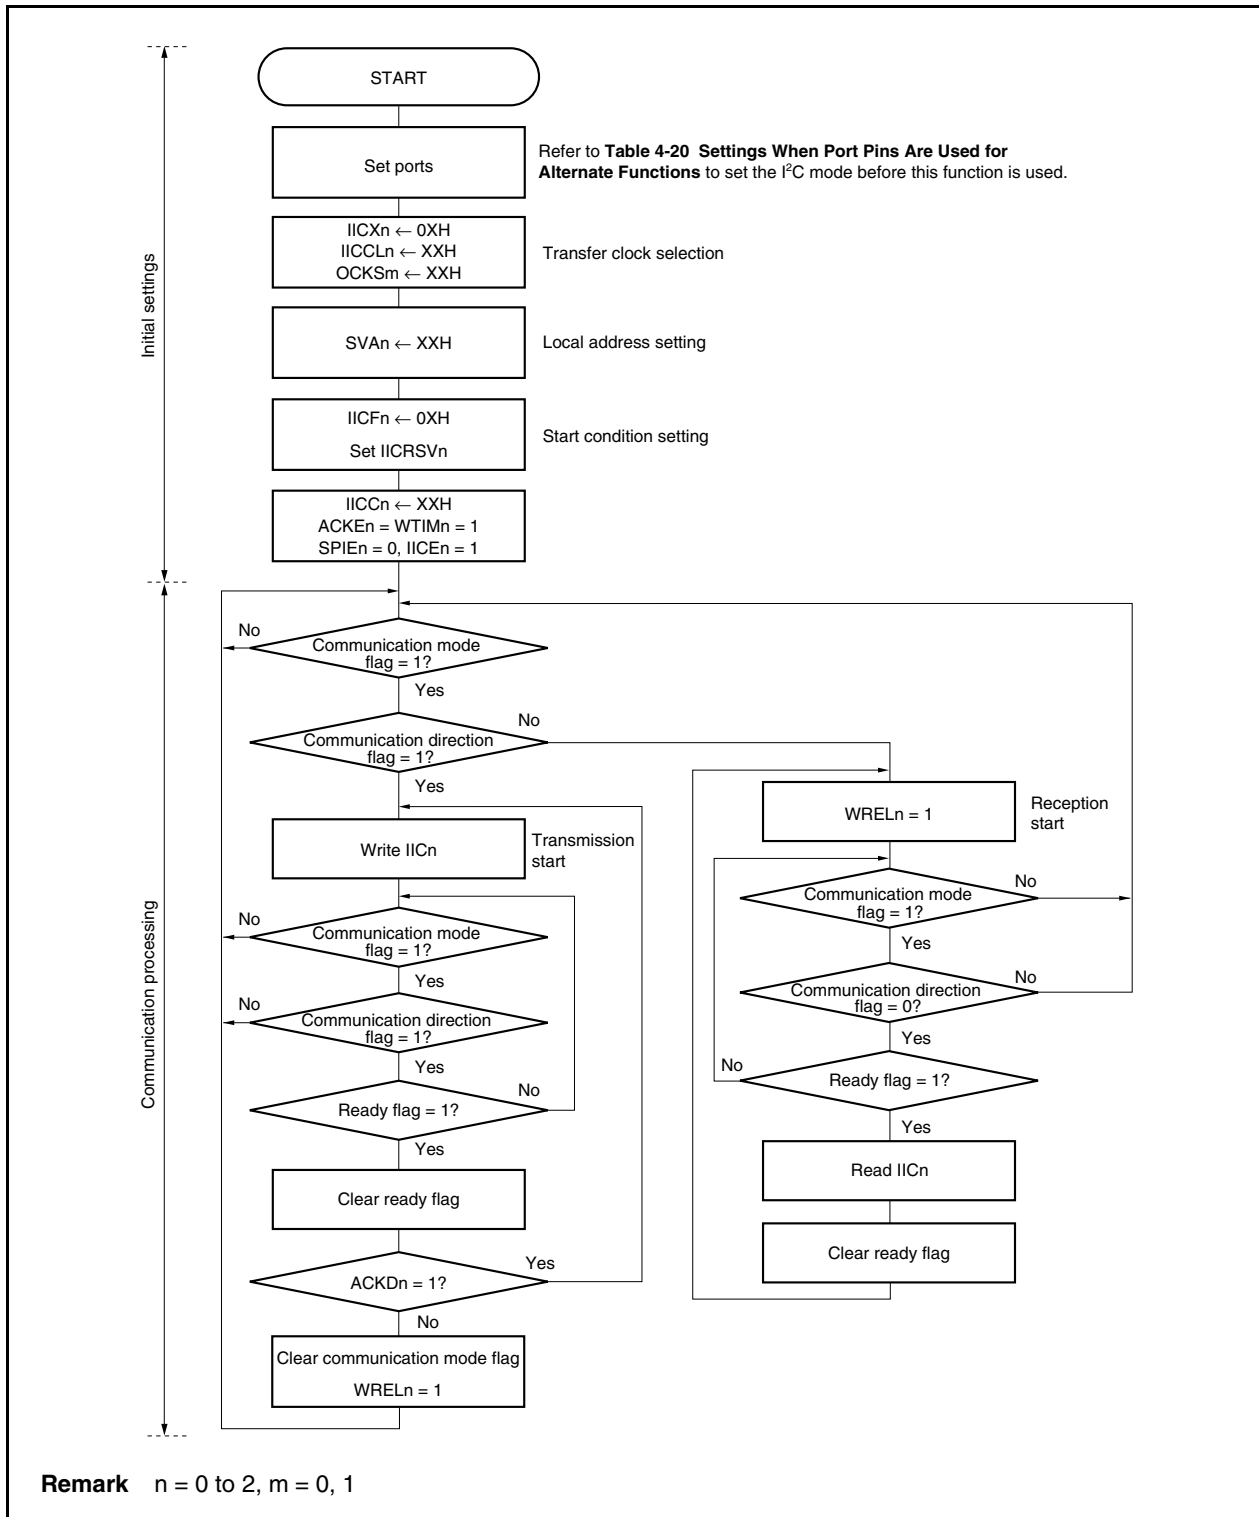 START
Set ports
Refer to Table 4-20 Settings When Port Pins Are Used for
Alternate Functions to set the I²C mode before this function is used.
IICXn ← 0XH
IICCLn ← XXH
OCKSm ← XXH
Transfer clock selection
Initial settings
SVAn ← XXH
Local address setting
IICFn ← 0XH
Set IICRSVn
Start condition setting
IICCn ← XXH
ACKEn = WTIMn = 1
SPIEn = 0, IICEn = 1
No
Communication mode
flag = 1?
Yes
No
Communication direction
flag = 1?
Yes
Write IICn
Transmission
start
No
Communication mode
flag = 1?
Yes
No
Communication direction
flag = 1?
Yes
No
Ready flag = 1?
Yes
Clear ready flag
Yes
ACKDn = 1?
No
Clear communication mode flag
WRELn = 1
Communication processing
WRELn = 1
Reception
start
No
Communication mode
flag = 1?
Yes
No
Communication direction
flag = 0?
Yes
No
Ready flag = 1?
Yes
Read IICn
Clear ready flag
Remark n = 0 to 2, m = 0, 1